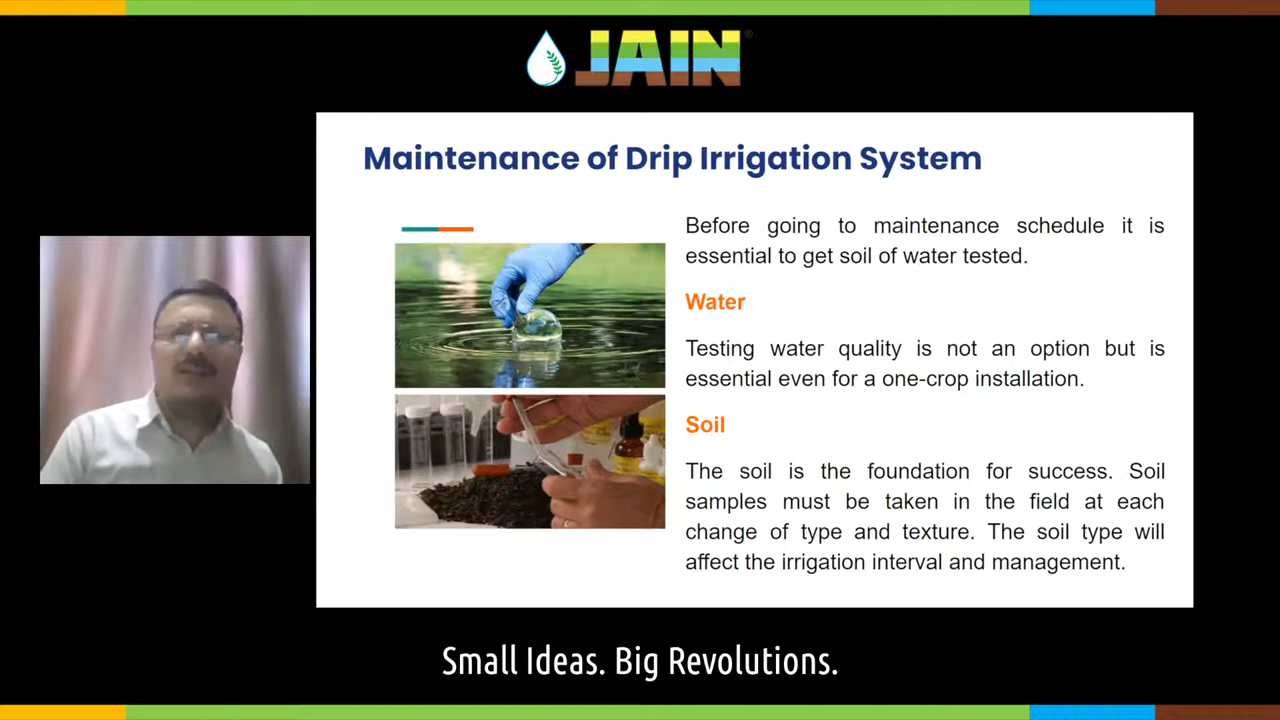 JAIN®
Maintenance of Drip Irrigation System
Before going to maintenance schedule it is
essential to get soil of water tested.
Water
Testing water quality is not an option but is
essential even for a one-crop installation.
Soil
The soil is the foundation for success. Soil
samples must be taken in the field at each
change of type and texture. The soil type will
affect the irrigation interval and management.
Small Ideas. Big Revolutions.